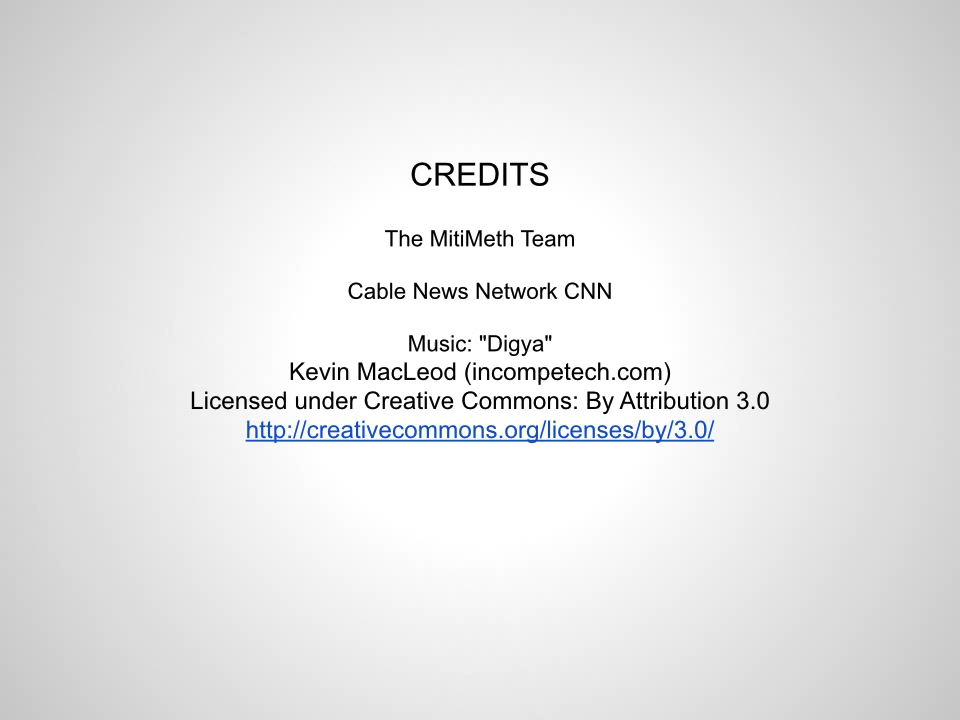 CREDITS
The MitiMeth Team
Cable News Network CNN
Music: "Digya"
Kevin MacLeod (incompetech.com)
Licensed under Creative Commons: By Attribution 3.0
http://creativecommons.org/licenses/by/3.0/